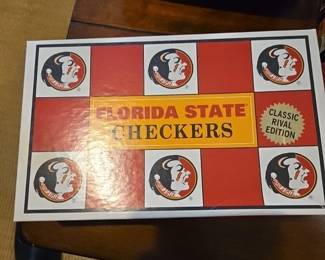 FLORIDA STATE
CHECKERS
CLASSIC
RIVAL
EDITION